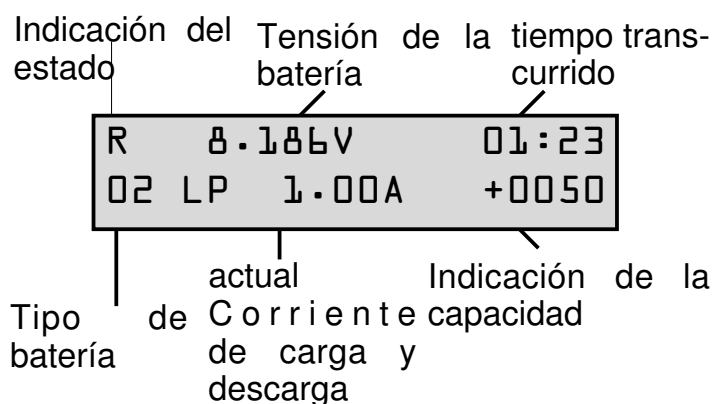 Indicación del
estado
Tensión de la
batería
tiempo trans-
currido
R 8.186V 01:23
02 LP 1.00A +0050
Tipo de
batería
actual
Corriente
de carga y
descarga
Indicación de la
capacidad